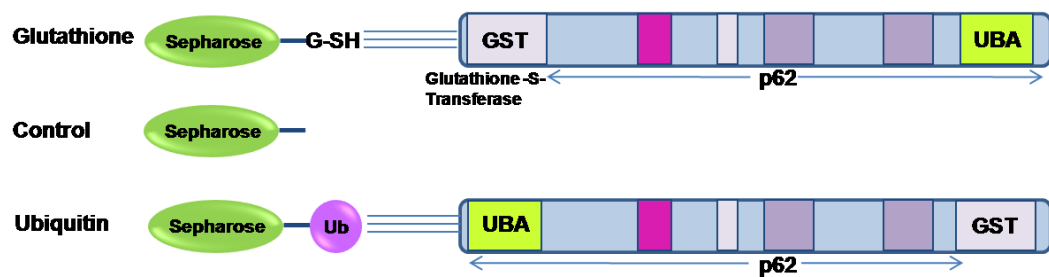 Glutathione Sepharose G-SH GST UBA
Glutathione -S-
Transferase
p62
Control Sepharose
Ubiquitin Sepharose Ub UBA GST
p62